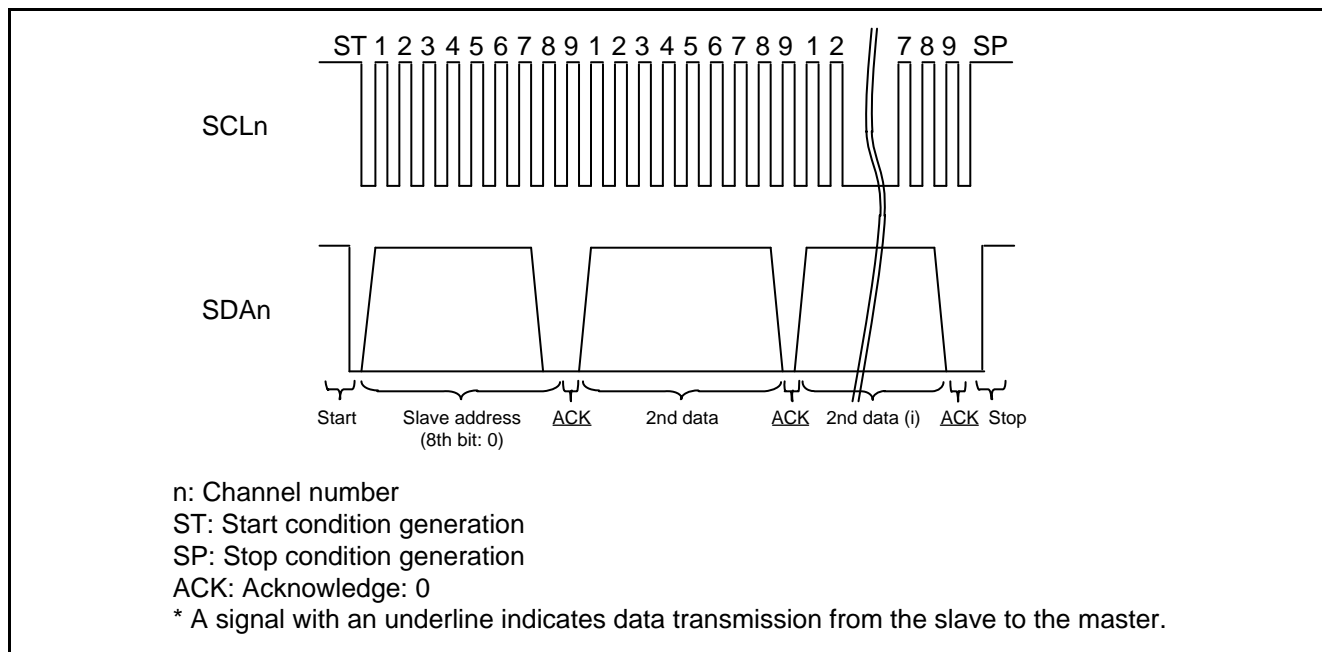 ST 1 2 3 4 5 6 7 8 9 1 2 3 4 5 6 7 8 9 1 2 7 8 9 SP
SCLn
SDAn
Start Slave address ACK 2nd data ACK 2nd data (i) ACK Stop
(8th bit: 0)
n: Channel number
ST: Start condition generation
SP: Stop condition generation
ACK: Acknowledge: 0
* A signal with an underline indicates data transmission from the slave to the master.